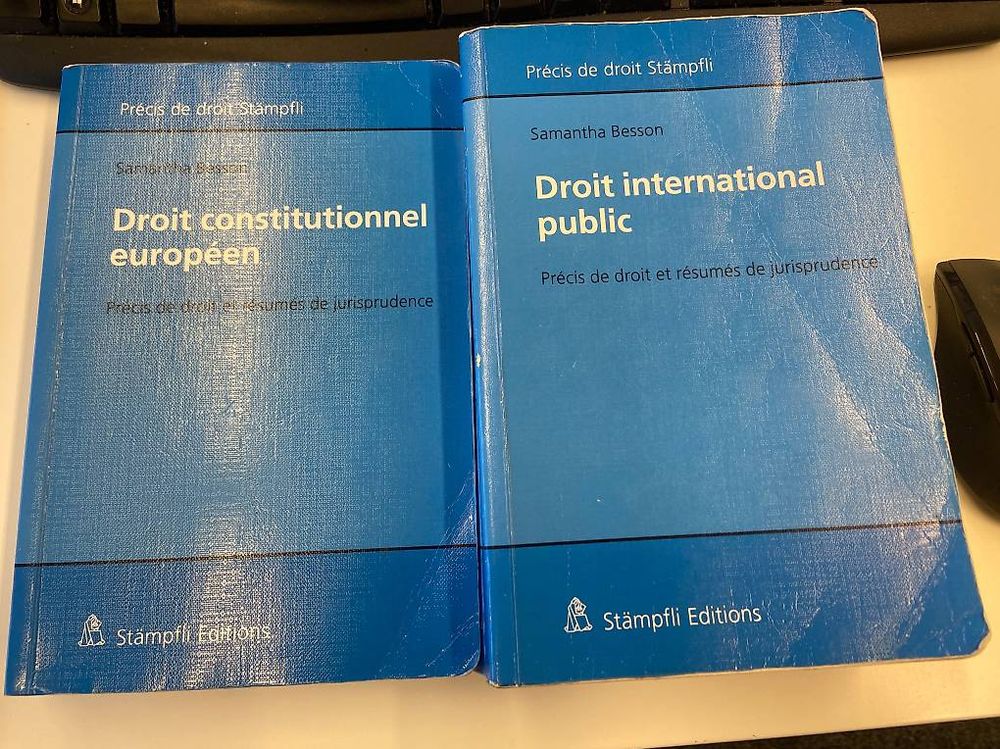 Précis de droit Stämpfli
Samantha Besson
Droit constitutionnel
européen
Précis de droit et résumés de jurisprudence
Stämpfli Editions
Précis de droit Stämpfli
Samantha Besson
Droit international
public
Précis de droit et résumés de jurisprudence
Stämpfli Editions